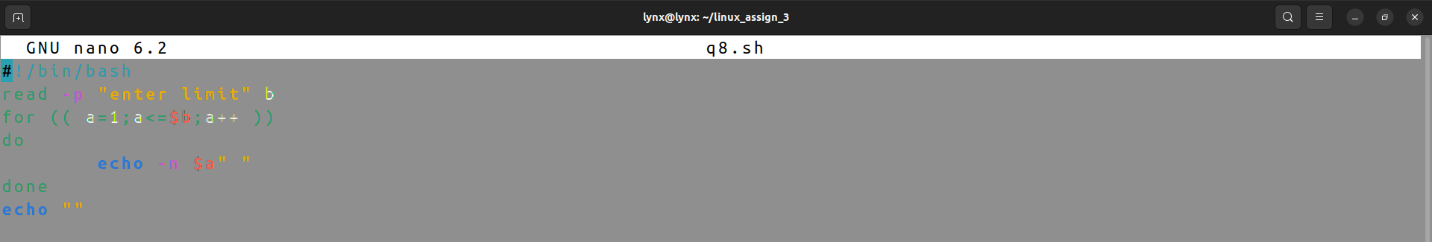 lynx@lynx: ~/linux_assign_3
GNU nano 6.2 q8.sh
#!/bin/bash
read -p "enter limit" b
for (( a=1;a<=$b;a++ ))
do
        echo -n $a" "
done
echo ""